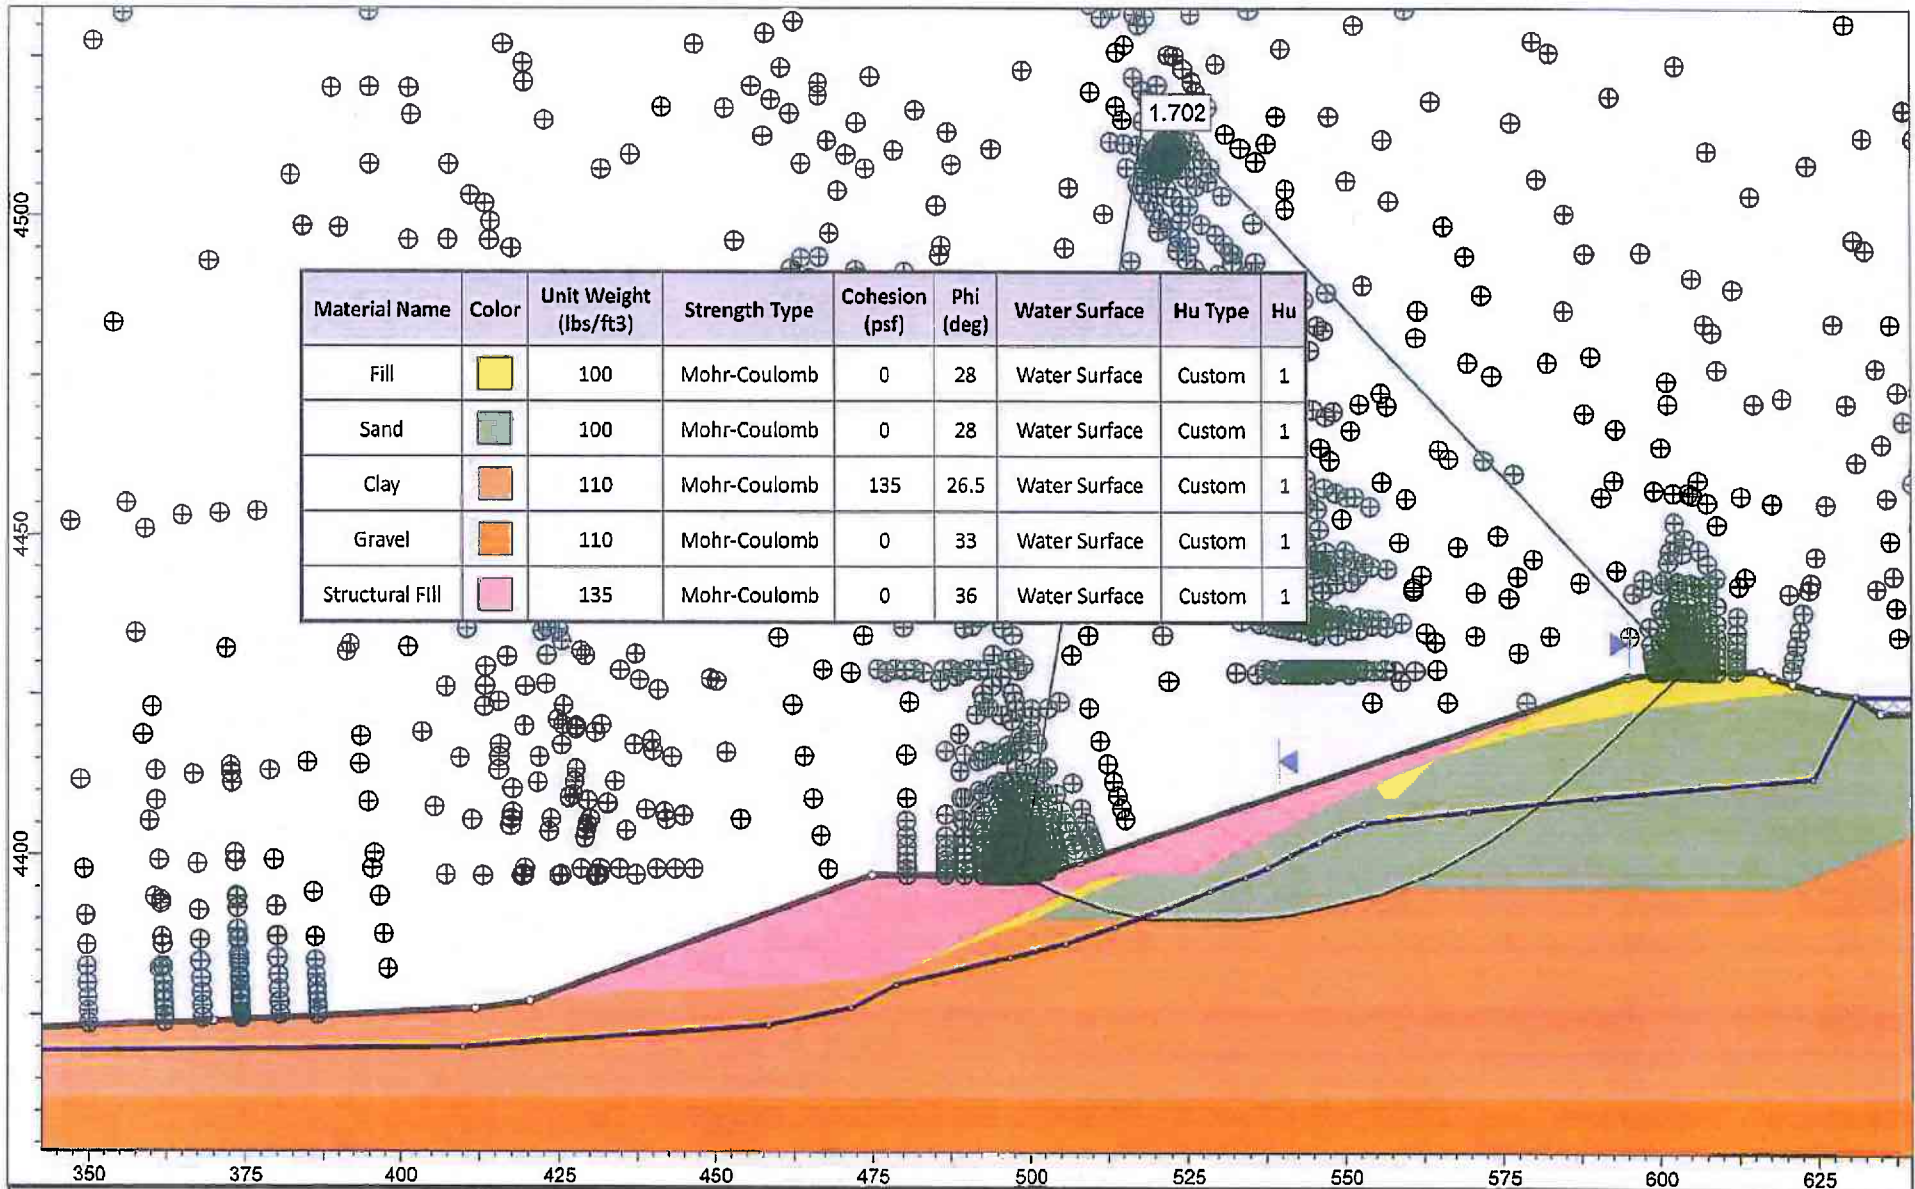 1.702
Material Name Color Unit Weight (lbs/ft3) Strength Type Cohesion (psf) Phi (deg) Water Surface Hu Type Hu
Fill 100 Mohr-Coulomb 0 28 Water Surface Custom 1
Sand 100 Mohr-Coulomb 0 28 Water Surface Custom 1
Clay 110 Mohr-Coulomb 135 26.5 Water Surface Custom 1
Gravel 110 Mohr-Coulomb 0 33 Water Surface Custom 1
Structural Fill 135 Mohr-Coulomb 0 36 Water Surface Custom 1
4500
4450
4400
350 375 400 425 450 475 500 525 550 575 600 625